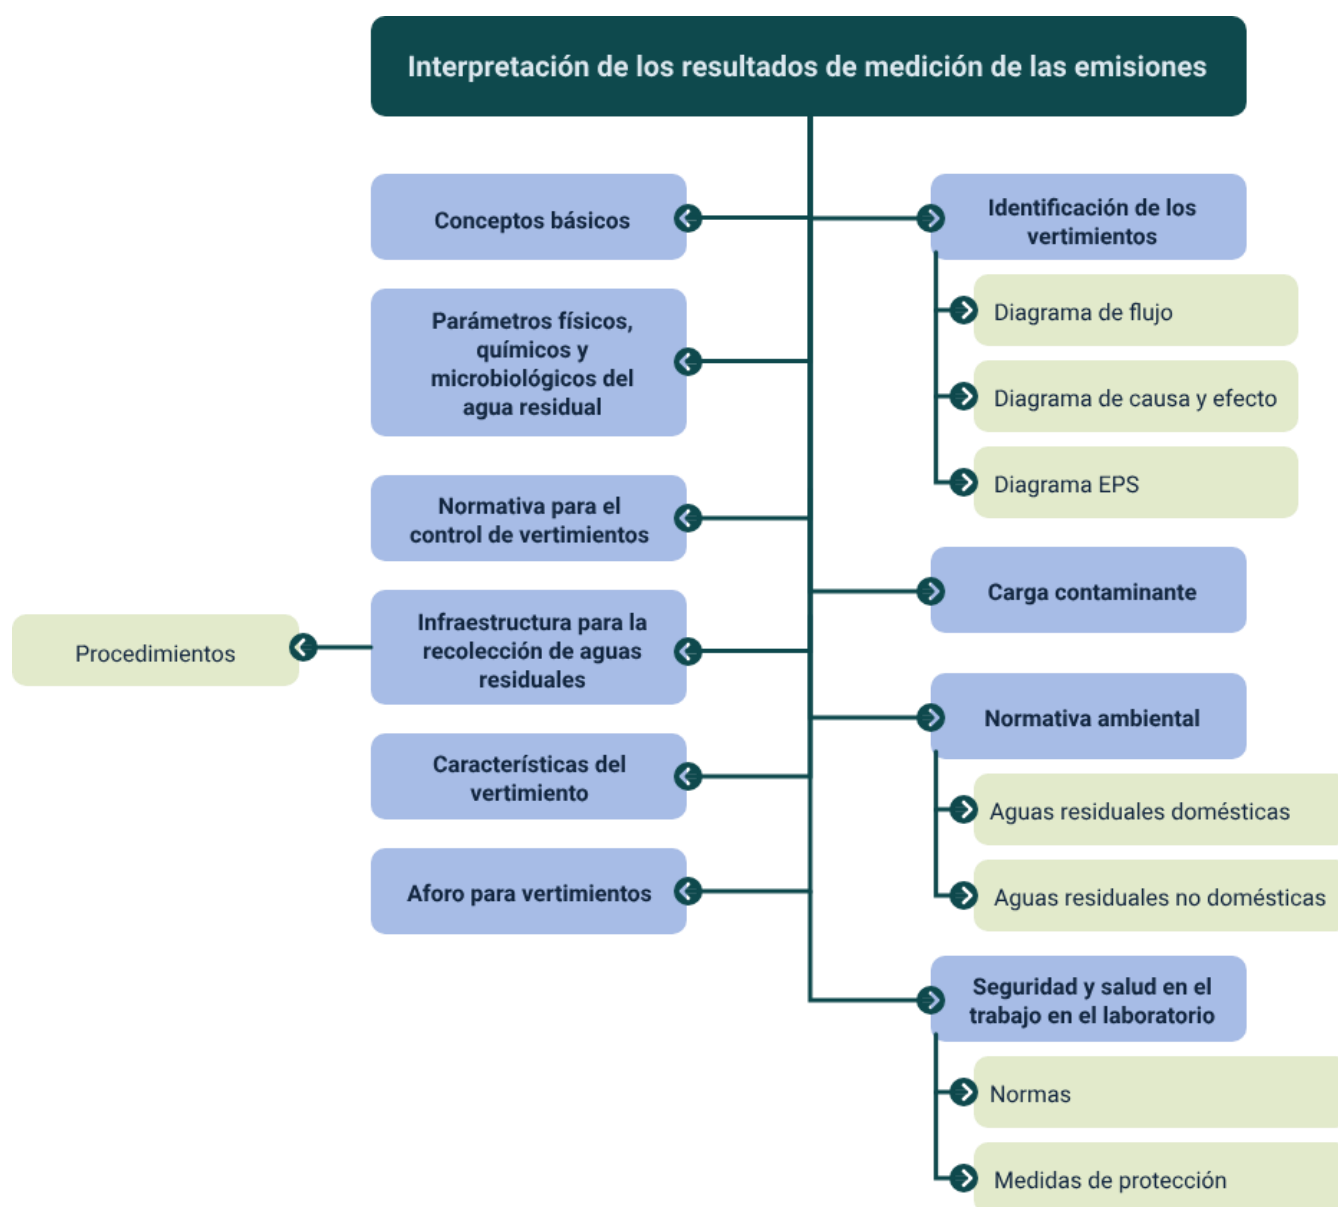 Interpretación de los resultados de medición de las emisiones
Conceptos básicos
Parámetros físicos,
químicos y
microbiológicos del
agua residual
Normativa para el
control de vertimientos
Infraestructura para la
recolección de aguas
residuales
Procedimientos
Características del
vertimiento
Aforo para vertimientos
Identificación de los
vertimientos
Diagrama de flujo
Diagrama de causa y efecto
Diagrama EPS
Carga contaminante
Normativa ambiental
Aguas residuales domésticas
Aguas residuales no domésticas
Seguridad y salud en el
trabajo en el laboratorio
Normas
Medidas de protección